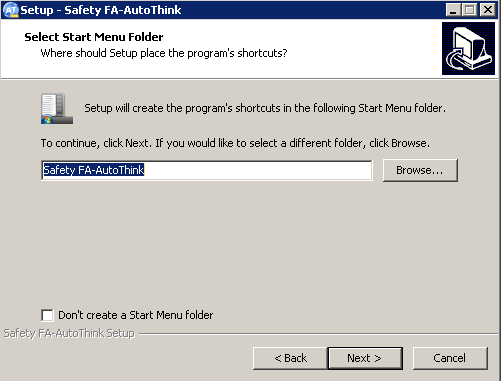 AT Setup - Safety FA-AutoThink
Select Start Menu Folder
Where should Setup place the program's shortcuts?
Setup will create the program's shortcuts in the following Start Menu folder.
To continue, click Next. If you would like to select a different folder, click Browse.
Safety FA-AutoThink
Browse...
Don't create a Start Menu folder
Safety FA-AutoThink Setup
< Back
Next >
Cancel